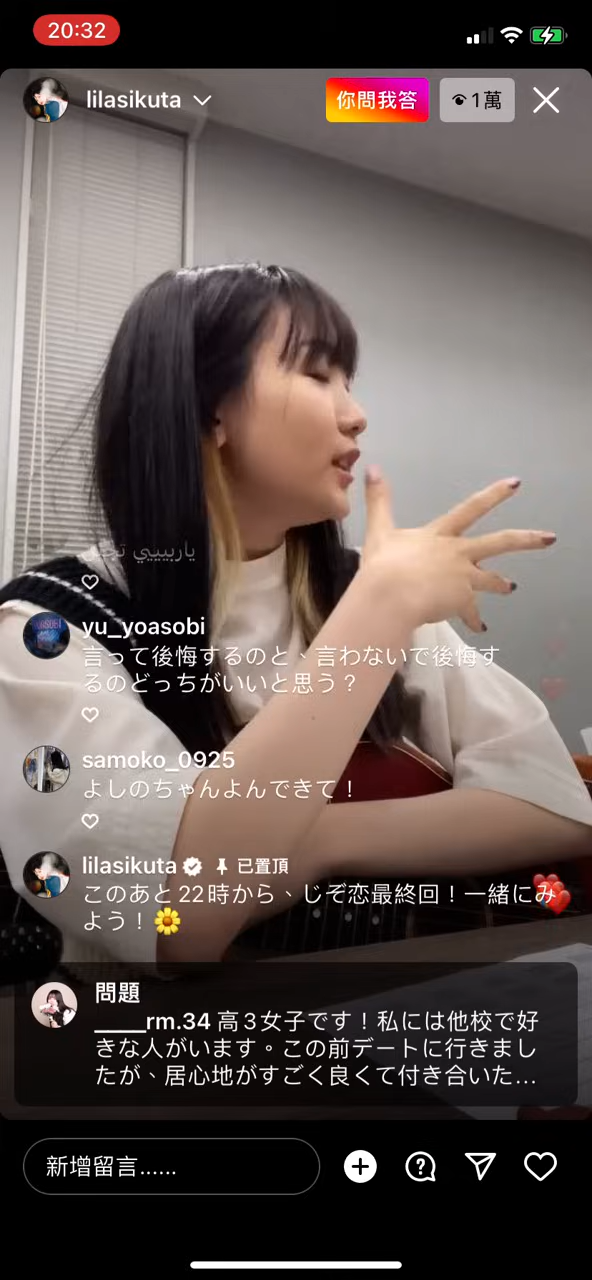 20:32
lilasikuta
你問我答
1萬
ياربييييي
yu_yoasobi
言って後悔するのと、言わないで後悔す
るのどっちがいいと思う？
samoko_0925
よしのちゃんよんできて！
lilasikuta 已置頂
このあと22時から、じぞ恋最終回！一緒にみ
よう！🌼
問題
____rm.34 高3女子です！私には他校で好
きな人がいます。この前デートに行きまし
たが、居心地がすごく良くて付き合いた...
新增留言......